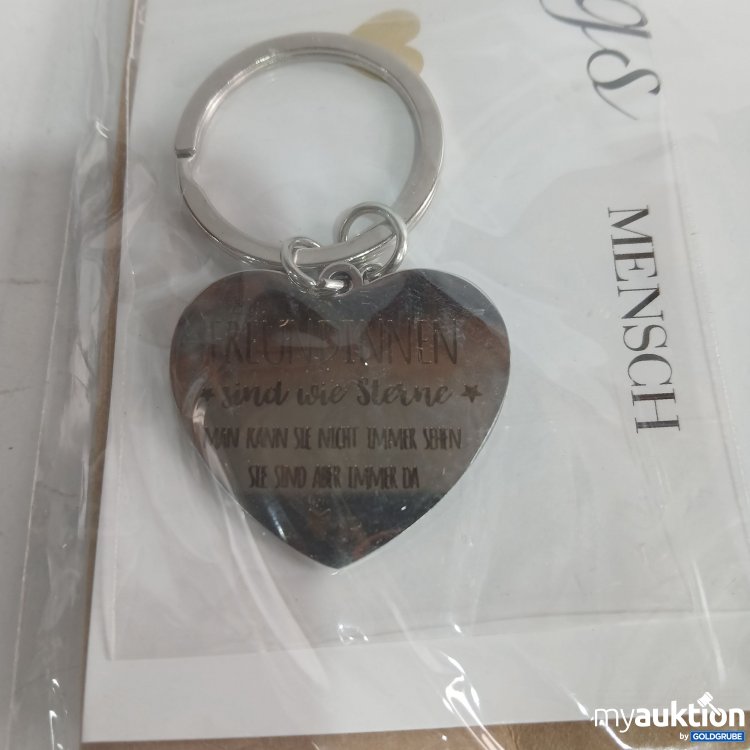 FREUNDINNEN
sind wie Sterne
MAN KANN SIE NICHT IMMER SEHEN
SIE SIND ABER IMMER DA
gs
MENSCH
myauktion
by GOLDGRUBE